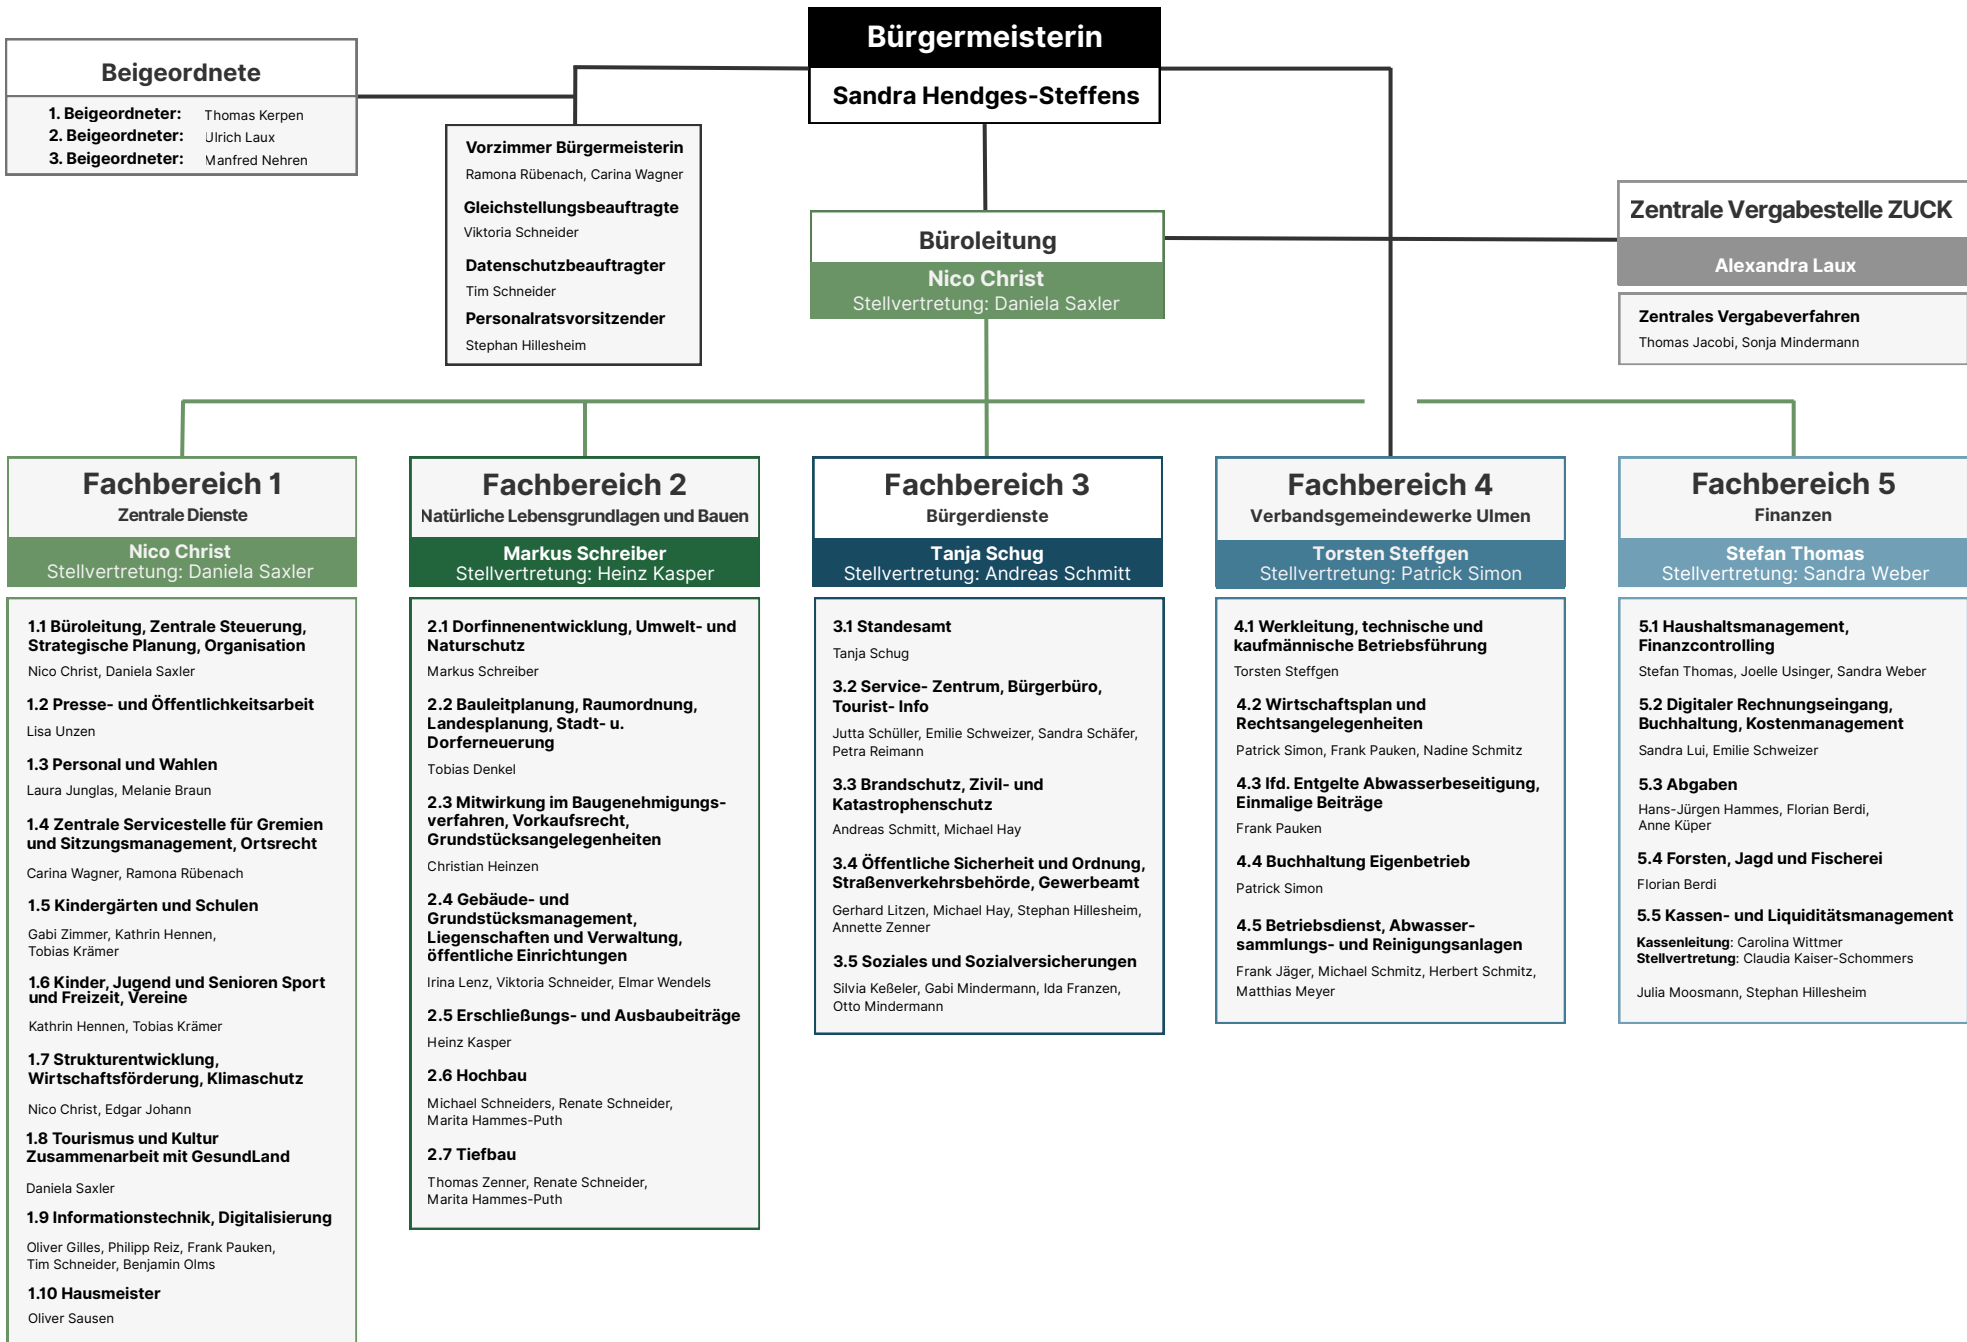 Bürgermeisterin
Sandra Hendges-Steffens
Beigeordnete
1. Beigeordneter: Thomas Kerpen
2. Beigeordneter: Ulrich Laux
3. Beigeordneter: Manfred Nehren
Vorzimmer Bürgermeisterin
Ramona Rübenach, Carina Wagner
Gleichstellungsbeauftragte
Viktoria Schneider
Datenschutzbeauftragter
Tim Schneider
Personalratsvorsitzender
Stephan Hillesheim
Büroleitung
Nico Christ
Stellvertretung: Daniela Saxler
Zentrale Vergabestelle ZUCK
Alexandra Laux
Zentrales Vergabeverfahren
Thomas Jacobi, Sonja Mindermann
Fachbereich 1
Zentrale Dienste
Nico Christ
Stellvertretung: Daniela Saxler
1.1 Büroleitung, Zentrale Steuerung,
Strategische Planung, Organisation
Nico Christ, Daniela Saxler
1.2 Presse- und Öffentlichkeitsarbeit
Lisa Unzen
1.3 Personal und Wahlen
Laura Junglas, Melanie Braun
1.4 Zentrale Servicestelle für Gremien
und Sitzungsmanagement, Ortsrecht
Carina Wagner, Ramona Rübenach
1.5 Kindergärten und Schulen
Gabi Zimmer, Kathrin Hennen,
Tobias Krämer
1.6 Kinder, Jugend und Senioren Sport
und Freizeit, Vereine
Kathrin Hennen, Tobias Krämer
1.7 Strukturentwicklung,
Wirtschaftsförderung, Klimaschutz
Nico Christ, Edgar Johann
1.8 Tourismus und Kultur
Zusammenarbeit mit GesundLand
Daniela Saxler
1.9 Informationstechnik, Digitalisierung
Oliver Gilles, Philipp Reiz, Frank Pauken,
Tim Schneider, Benjamin Olms
1.10 Hausmeister
Oliver Sausen
Fachbereich 2
Natürliche Lebensgrundlagen und Bauen
Markus Schreiber
Stellvertretung: Heinz Kasper
2.1 Dorfinnenentwicklung, Umwelt- und
Naturschutz
Markus Schreiber
2.2 Bauleitplanung, Raumordnung,
Landesplanung, Stadt- u.
Dorferneuerung
Tobias Denkel
2.3 Mitwirkung im Baugenehmigungs-
verfahren, Vorkaufsrecht,
Grundstücksangelegenheiten
Christian Heinzen
2.4 Gebäude- und
Grundstücksmanagement,
Liegenschaften und Verwaltung,
öffentliche Einrichtungen
Irina Lenz, Viktoria Schneider, Elmar Wendels
2.5 Erschließungs- und Ausbaubeiträge
Heinz Kasper
2.6 Hochbau
Michael Schneiders, Renate Schneider,
Marita Hammes-Puth
2.7 Tiefbau
Thomas Zenner, Renate Schneider,
Marita Hammes-Puth
Fachbereich 3
Bürgerdienste
Tanja Schug
Stellvertretung: Andreas Schmitt
3.1 Standesamt
Tanja Schug
3.2 Service- Zentrum, Bürgerbüro,
Tourist- Info
Jutta Schüller, Emilie Schweizer, Sandra Schäfer,
Petra Reimann
3.3 Brandschutz, Zivil- und
Katastrophenschutz
Andreas Schmitt, Michael Hay
3.4 Öffentliche Sicherheit und Ordnung,
Straßenverkehrsbehörde, Gewerbeamt
Gerhard Litzen, Michael Hay, Stephan Hillesheim,
Annette Zenner
3.5 Soziales und Sozialversicherungen
Silvia Keßeler, Gabi Mindermann, Ida Franzen,
Otto Mindermann
Fachbereich 4
Verbandsgemeindewerke Ulmen
Torsten Steffgen
Stellvertretung: Patrick Simon
4.1 Werkleitung, technische und
kaufmännische Betriebsführung
Torsten Steffgen
4.2 Wirtschaftsplan und
Rechtsangelegenheiten
Patrick Simon, Frank Pauken, Nadine Schmitz
4.3 lfd. Entgelte Abwasserbeseitigung,
Einmalige Beiträge
Frank Pauken
4.4 Buchhaltung Eigenbetrieb
Patrick Simon
4.5 Betriebsdienst, Abwasser-
sammlungs- und Reinigungsanlagen
Frank Jäger, Michael Schmitz, Herbert Schmitz,
Matthias Meyer
Fachbereich 5
Finanzen
Stefan Thomas
Stellvertretung: Sandra Weber
5.1 Haushaltsmanagement,
Finanzcontrolling
Stefan Thomas, Joelle Usinger, Sandra Weber
5.2 Digitaler Rechnungseingang,
Buchhaltung, Kostenmanagement
Sandra Lui, Emilie Schweizer
5.3 Abgaben
Hans-Jürgen Hammes, Florian Berdi,
Anne Küper
5.4 Forsten, Jagd und Fischerei
Florian Berdi
5.5 Kassen- und Liquiditätsmanagement
Kassenleitung: Carolina Wittmer
Stellvertretung: Claudia Kaiser-Schommers
Julia Moosmann, Stephan Hillesheim